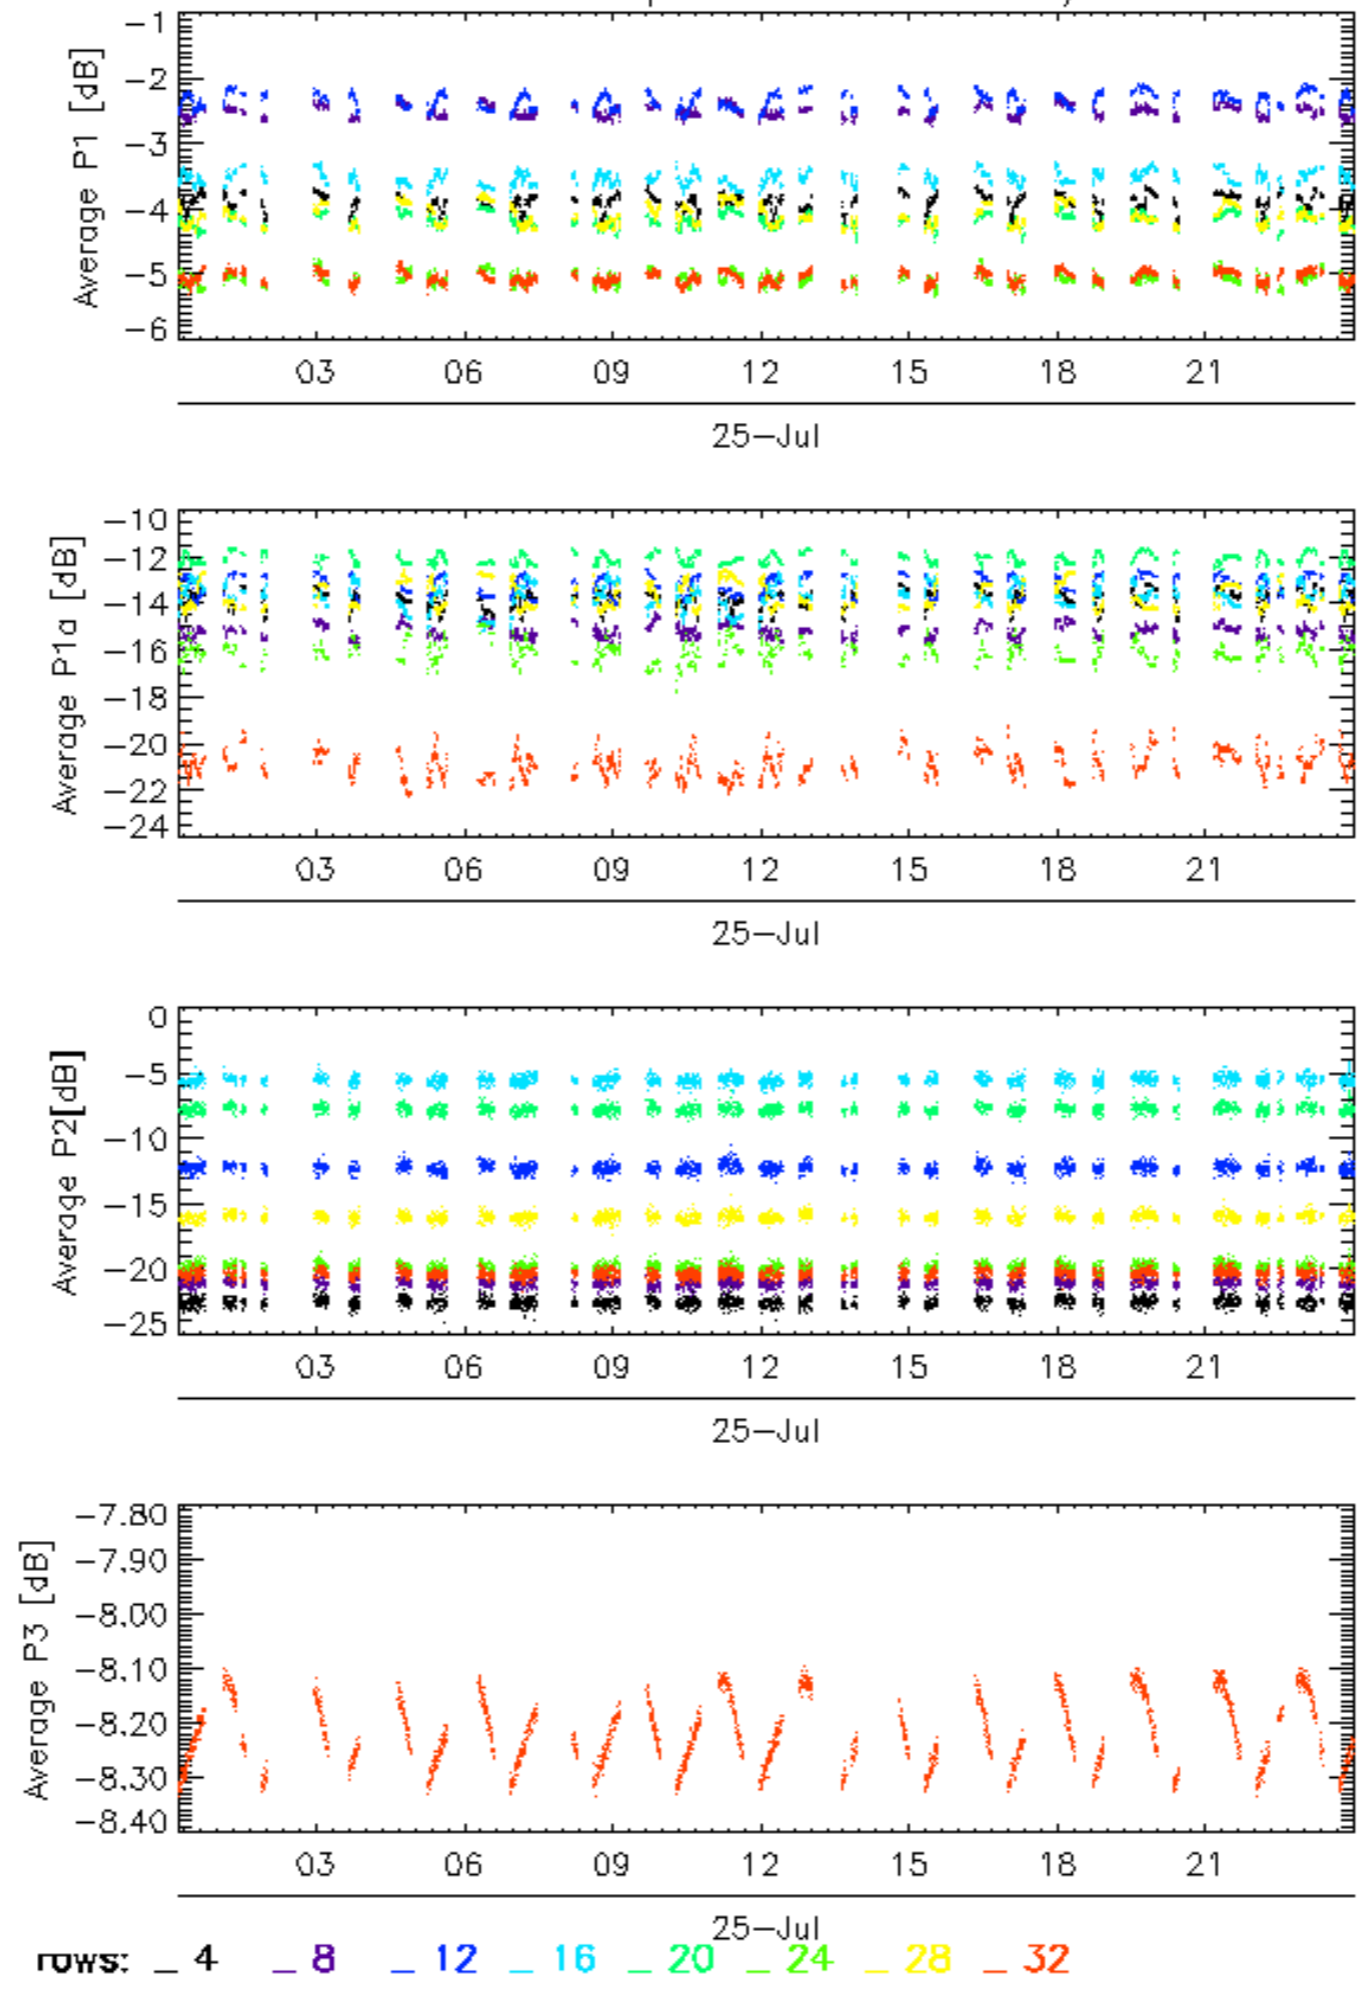 -1
-2
-3
-4
-5
-6
Average P1 [dB]
03 06 09 12 15 18 21
25-Jul
-10
-12
-14
-16
-18
-20
-22
-24
Average P1a [dB]
03 06 09 12 15 18 21
25-Jul
0
-5
-10
-15
-20
-25
Average P2[dB]
03 06 09 12 15 18 21
25-Jul
-7.80
-7.90
-8.00
-8.10
-8.20
-8.30
-8.40
Average P3 [dB]
03 06 09 12 15 18 21
25-Jul
rows: _ 4 _ 8 _ 12 _ 16 _ 20 _ 24 _ 28 _ 32